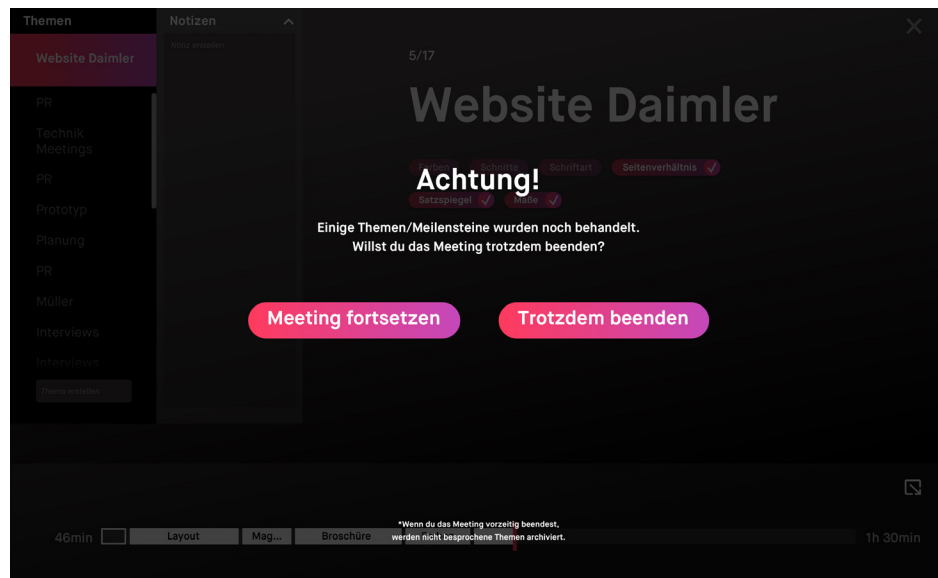 Themen
Notizen
Website Daimler
Notiz erstellen
PR
Technik
Meetings
PR
Prototyp
Planung
PR
Müller
Interviews
Interviews
Thema erstellen
5/17
Website Daimler
Farben
Schnitte
Schriftart
Seitenverhältnis
Satzspiegel
Maße
Achtung!
Einige Themen/Meilensteine wurden noch behandelt.
Willst du das Meeting trotzdem beenden?
Meeting fortsetzen
Trotzdem beenden
46min
Layout
Mag...
Broschüre
1h 30min
*Wenn du das Meeting vorzeitig beendest,
werden nicht besprochene Themen archiviert.